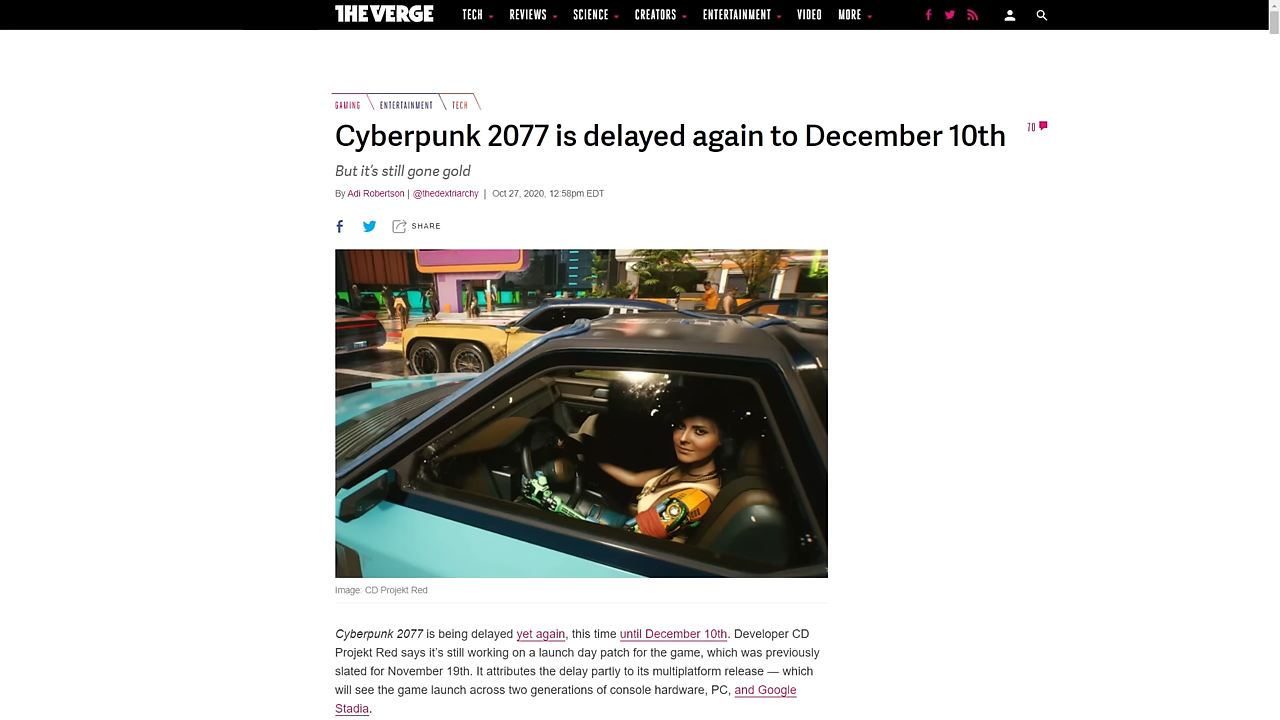 THE VERGE TECH REVIEWS SCIENCE CREATORS ENTERTAINMENT VIDEO MORE
GAMING ENTERTAINMENT TECH
Cyberpunk 2077 is delayed again to December 10th 70
But it's still gone gold
By Adi Robertson | @thedextriarchy | Oct 27, 2020, 12:58pm EDT
SHARE
Image: CD Projekt Red
Cyberpunk 2077 is being delayed yet again, this time until December 10th. Developer CD
Projekt Red says it's still working on a launch day patch for the game, which was previously
slated for November 19th. It attributes the delay partly to its multiplatform release — which
will see the game launch across two generations of console hardware, PC, and Google
Stadia.